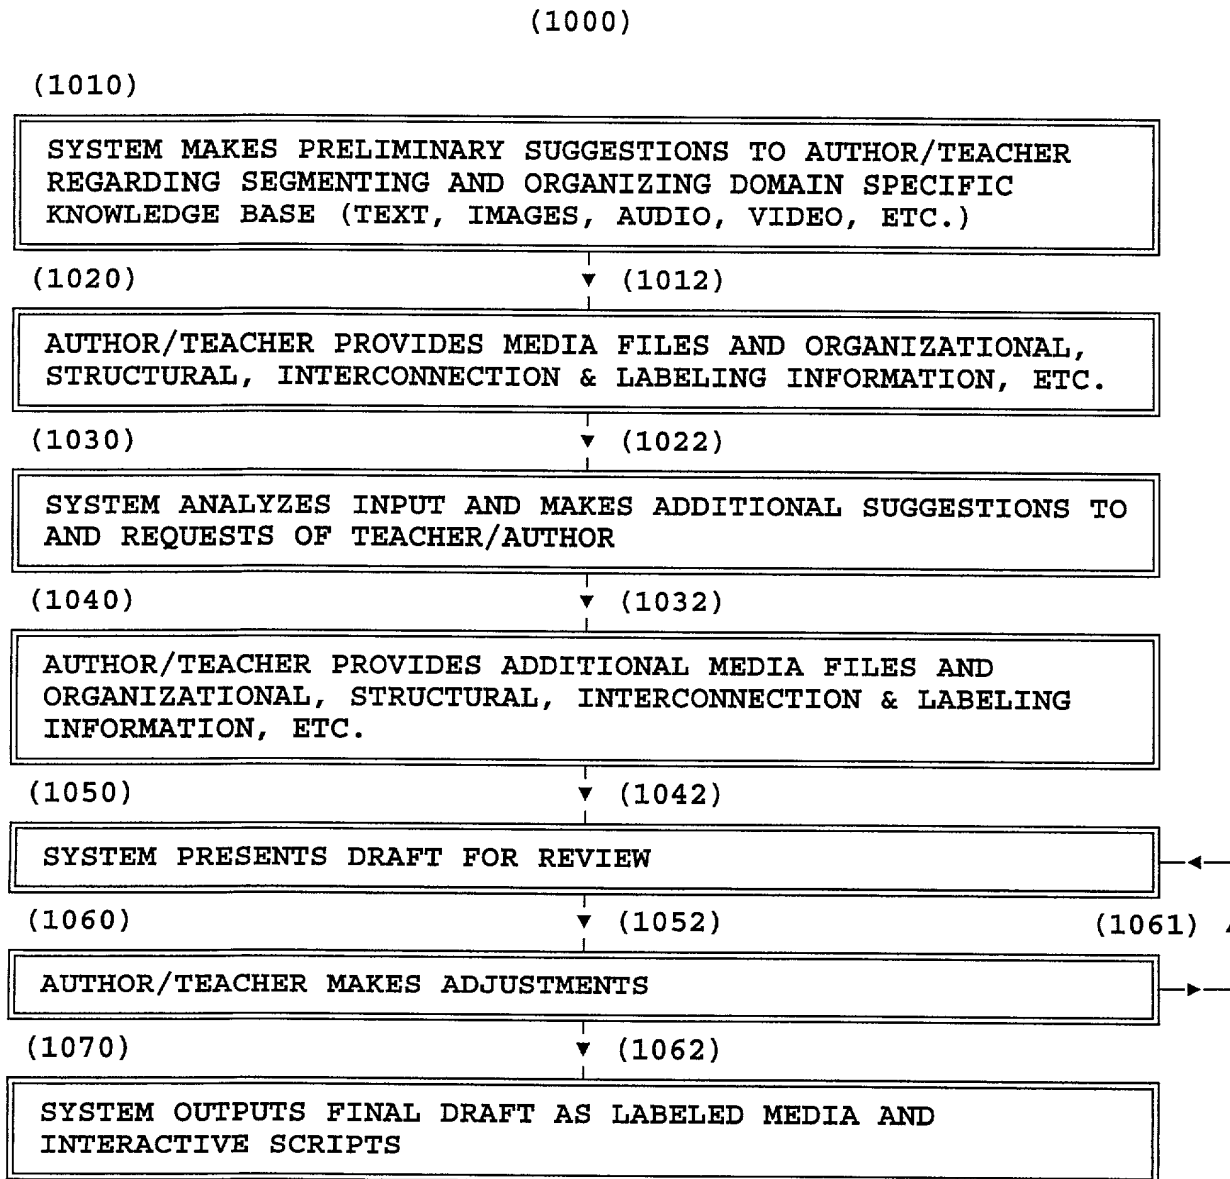 (1000)
(1010)
SYSTEM MAKES PRELIMINARY SUGGESTIONS TO AUTHOR/TEACHER
REGARDING SEGMENTING AND ORGANIZING DOMAIN SPECIFIC
KNOWLEDGE BASE (TEXT, IMAGES, AUDIO, VIDEO, ETC.)
(1020) (1012)
AUTHOR/TEACHER PROVIDES MEDIA FILES AND ORGANIZATIONAL,
STRUCTURAL, INTERCONNECTION & LABELING INFORMATION, ETC.
(1030) (1022)
SYSTEM ANALYZES INPUT AND MAKES ADDITIONAL SUGGESTIONS TO
AND REQUESTS OF TEACHER/AUTHOR
(1040) (1032)
AUTHOR/TEACHER PROVIDES ADDITIONAL MEDIA FILES AND
ORGANIZATIONAL, STRUCTURAL, INTERCONNECTION & LABELING
INFORMATION, ETC.
(1050) (1042)
SYSTEM PRESENTS DRAFT FOR REVIEW
(1060) (1052) (1061)
AUTHOR/TEACHER MAKES ADJUSTMENTS
(1070) (1062)
SYSTEM OUTPUTS FINAL DRAFT AS LABELED MEDIA AND
INTERACTIVE SCRIPTS